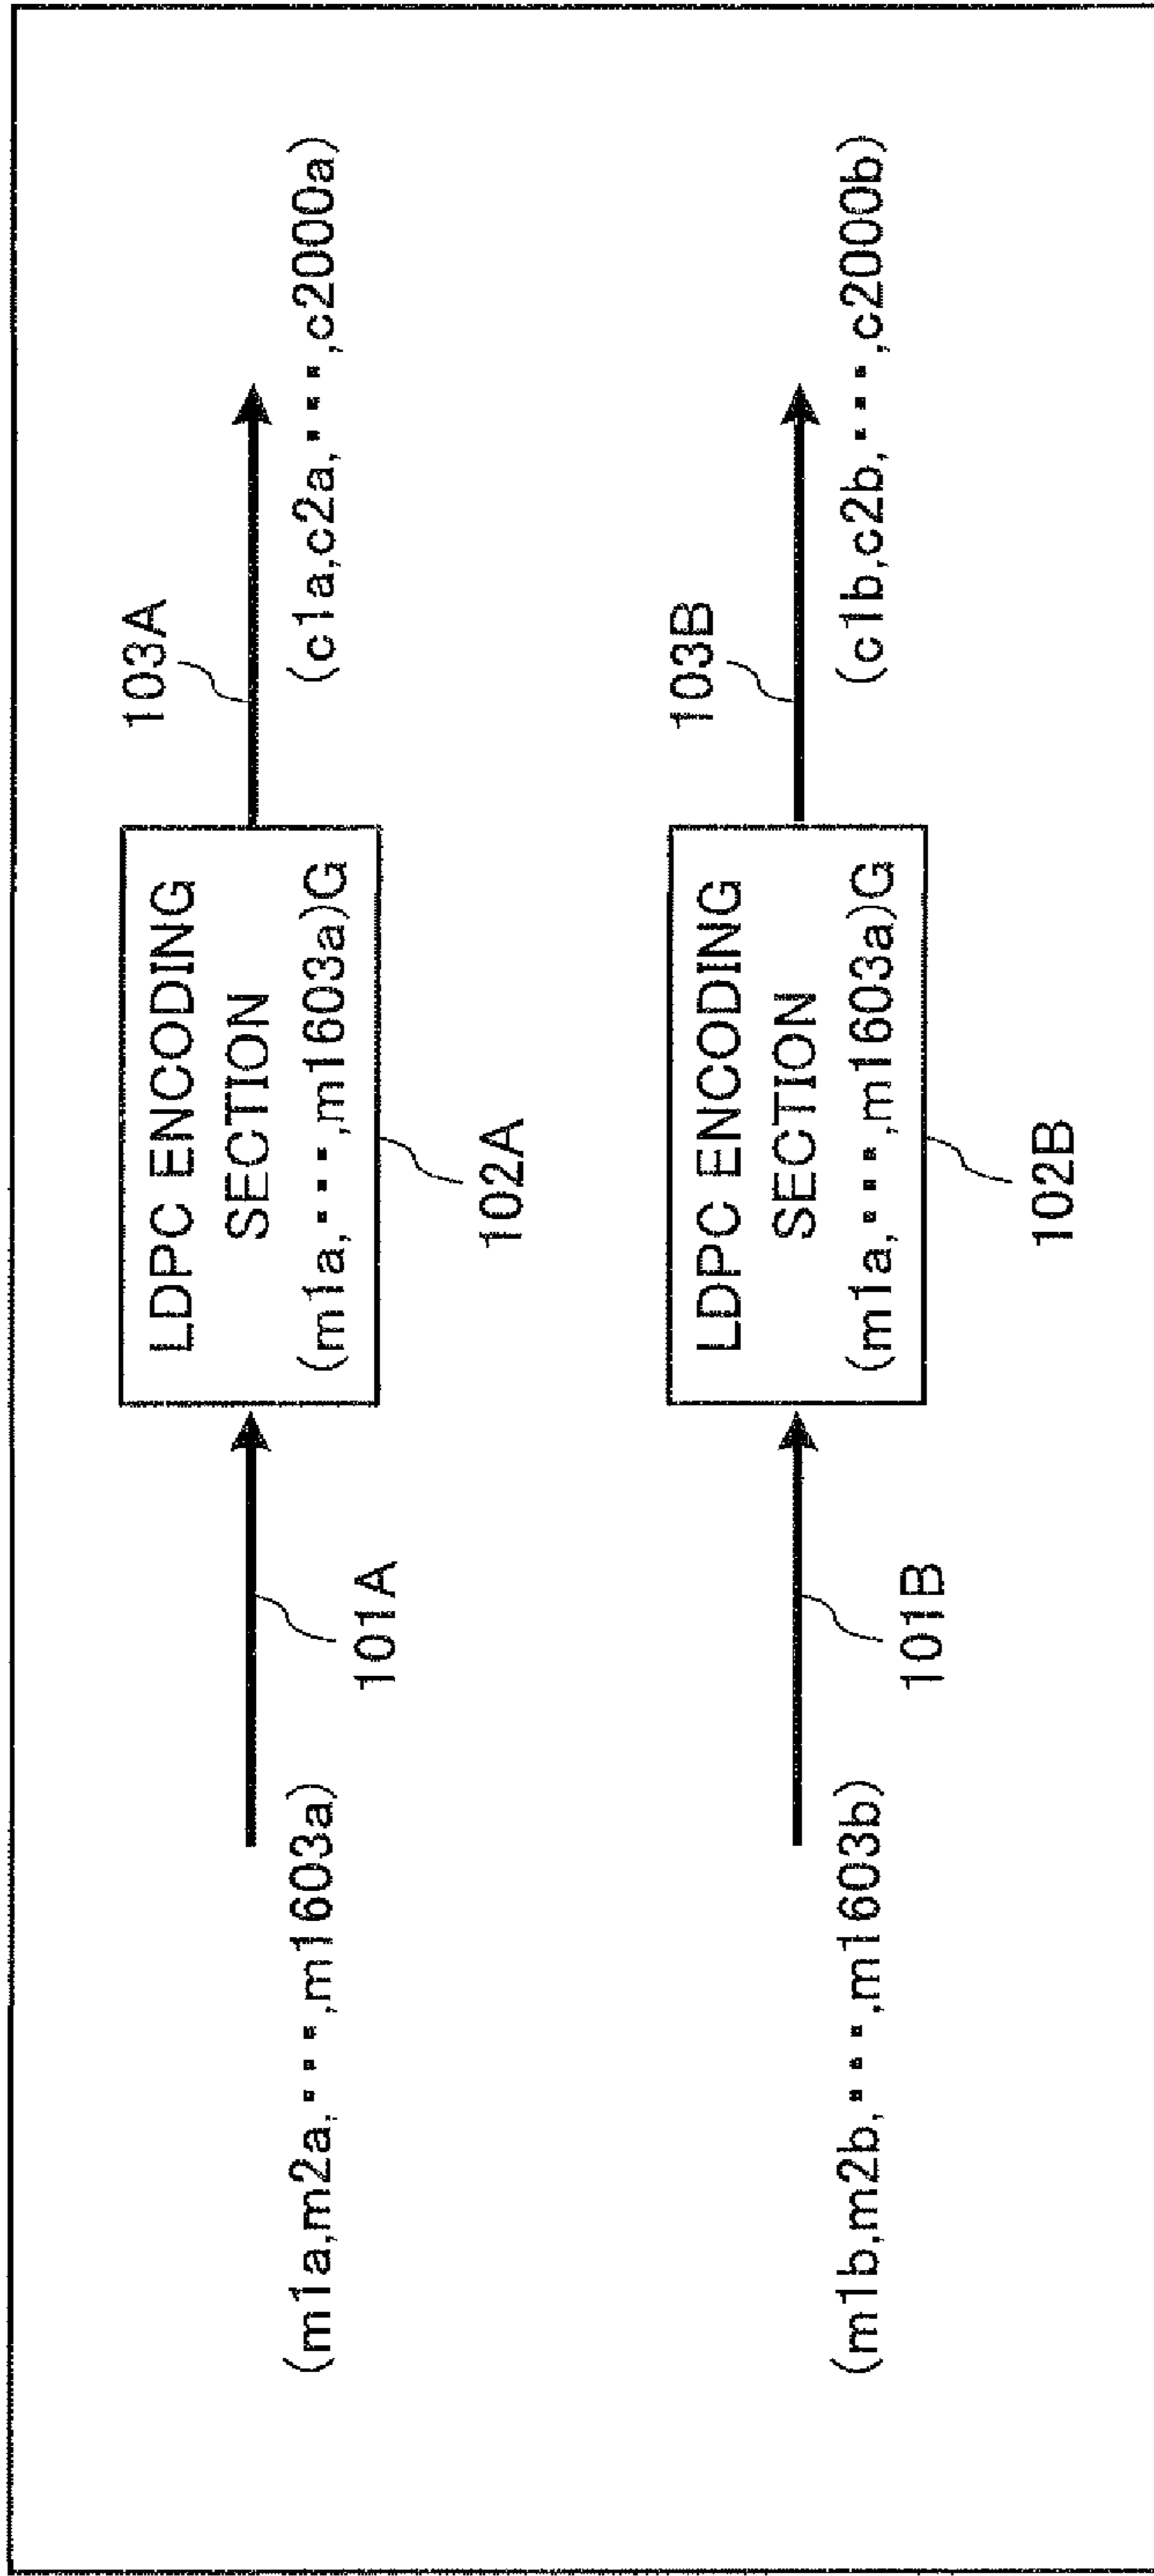 (m1a,m2a,･･･,m1603a)
101A
LDPC ENCODING
SECTION
(m1a,･･･,m1603a)G
102A
103A
(c1a,c2a,･･･,c2000a)
(m1b,m2b,･･･,m1603b)
101B
LDPC ENCODING
SECTION
(m1a,･･･,m1603a)G
102B
103B
(c1b,c2b,･･･,c2000b)